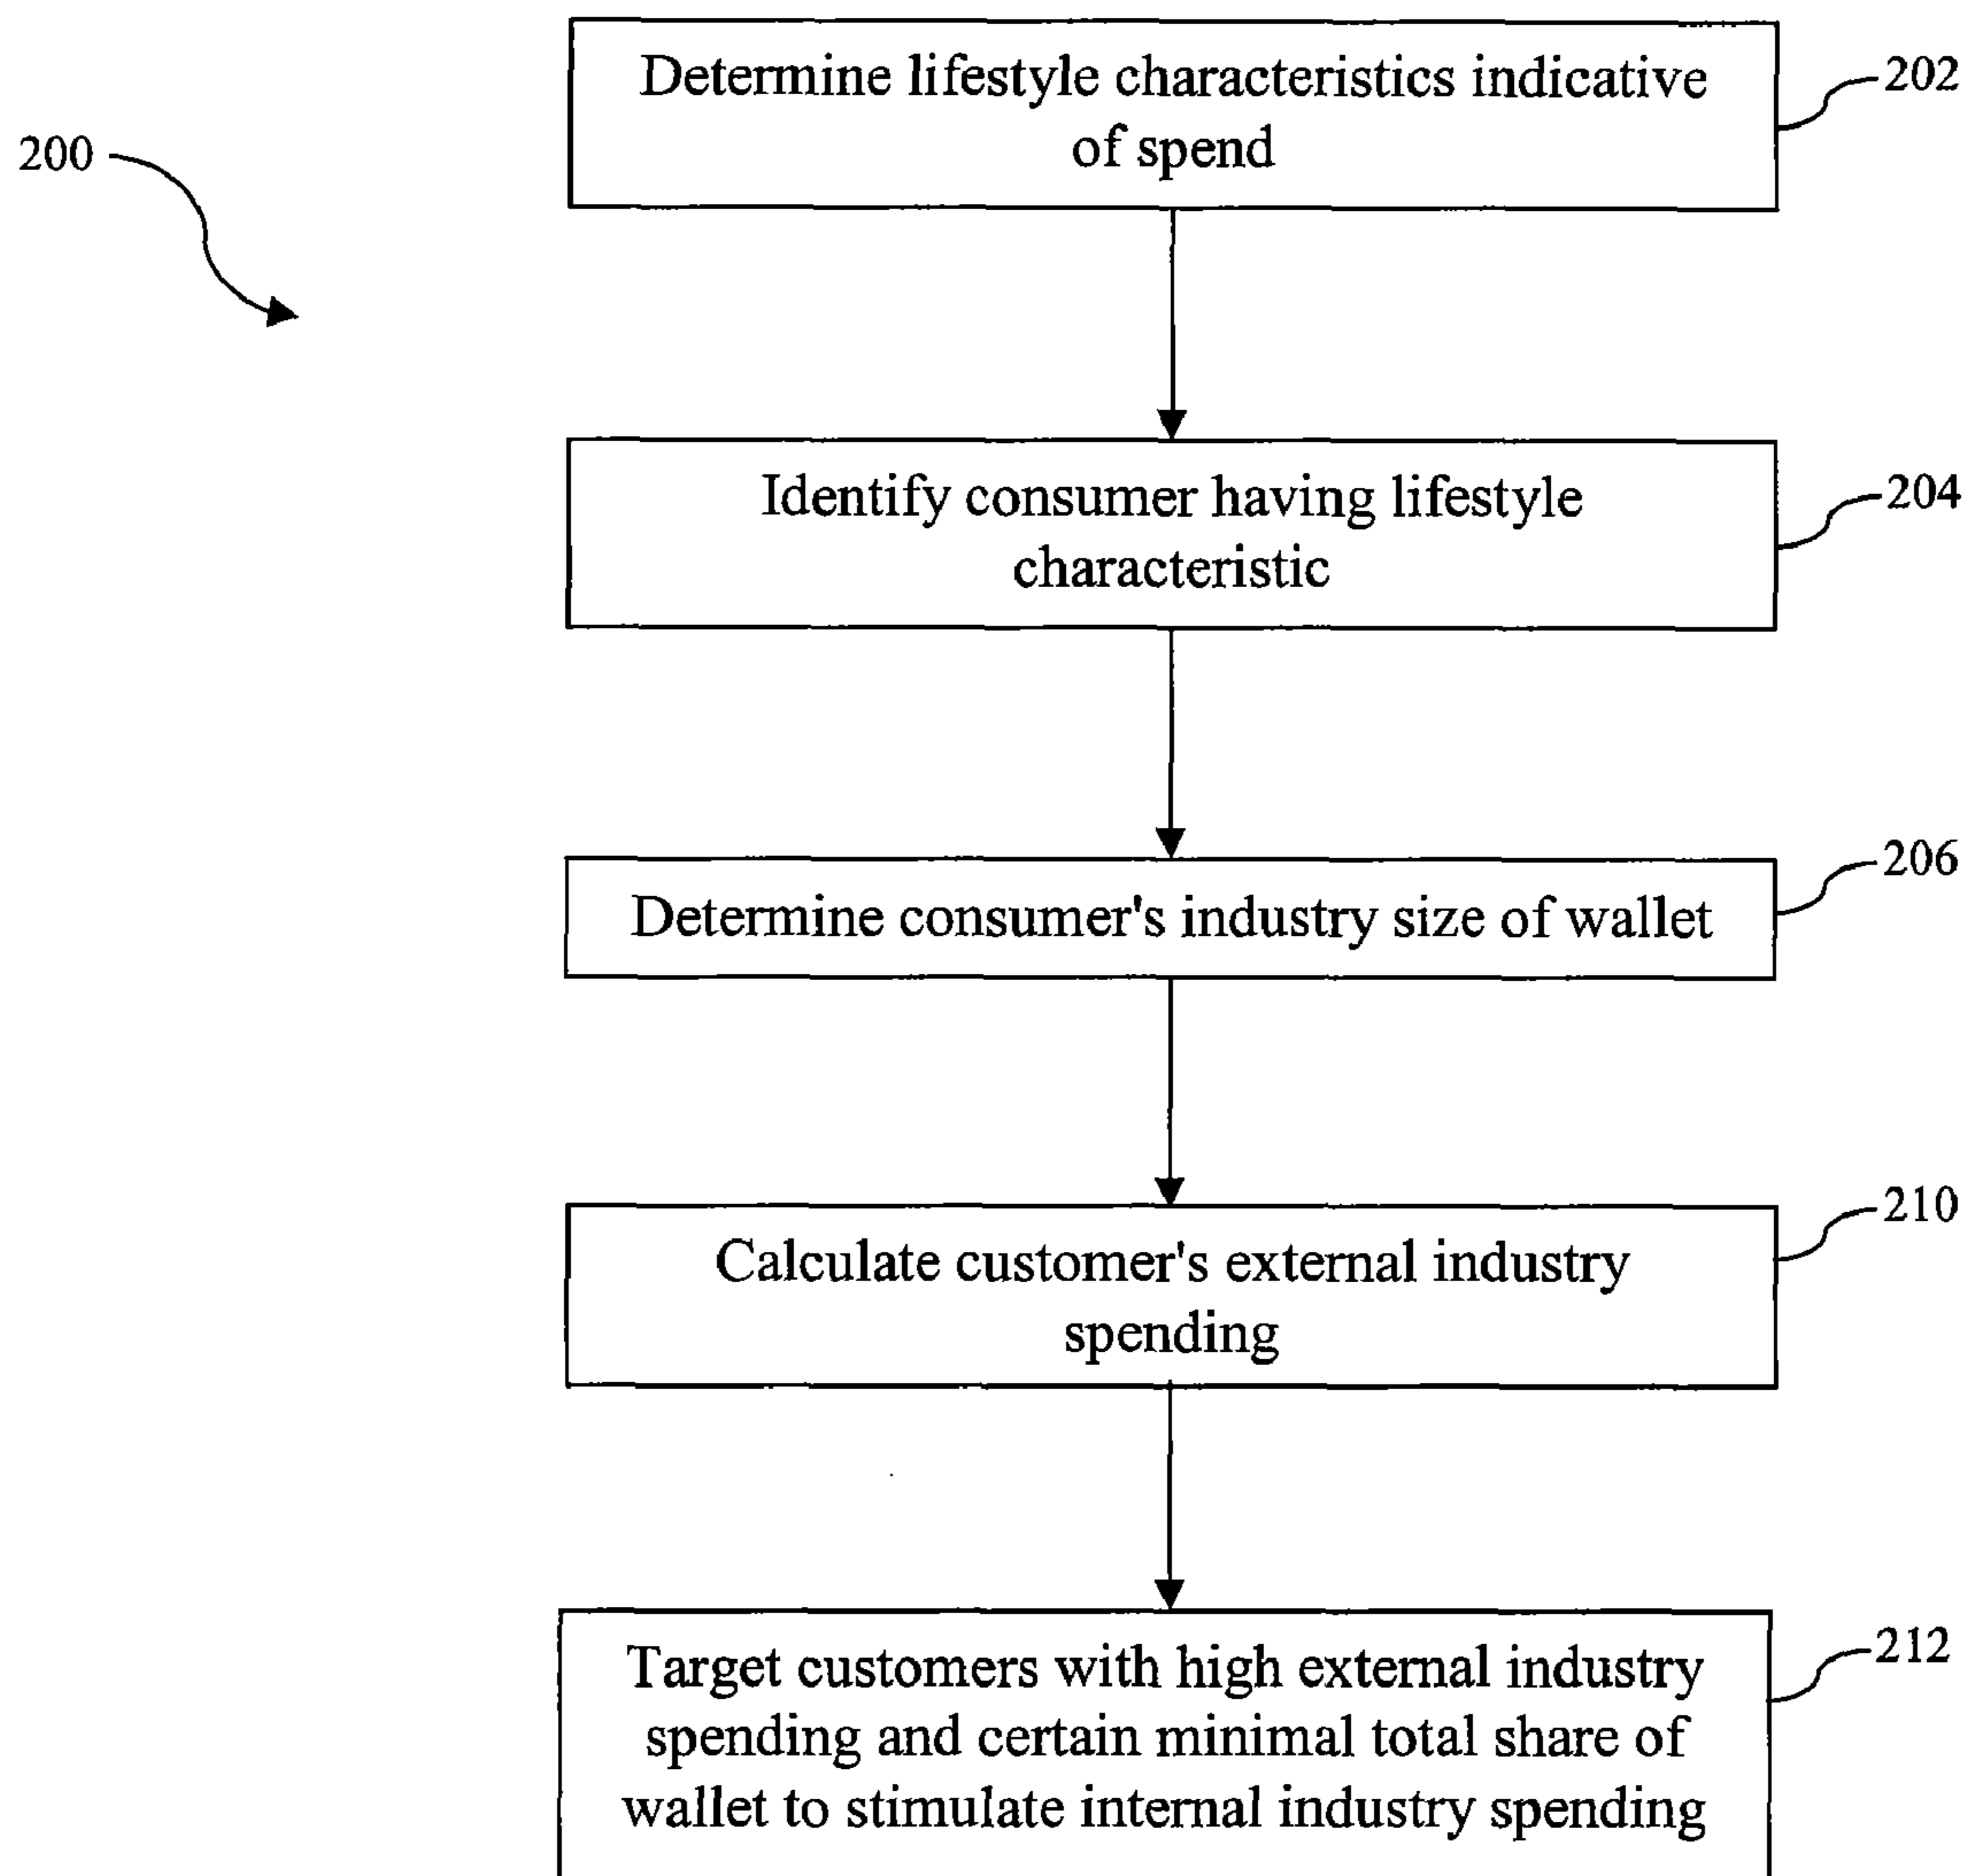 200
Determine lifestyle characteristics indicative
of spend
202
Identify consumer having lifestyle
characteristic
204
Determine consumer's industry size of wallet
206
Calculate customer's external industry
spending
210
Target customers with high external industry
spending and certain minimal total share of
wallet to stimulate internal industry spending
212